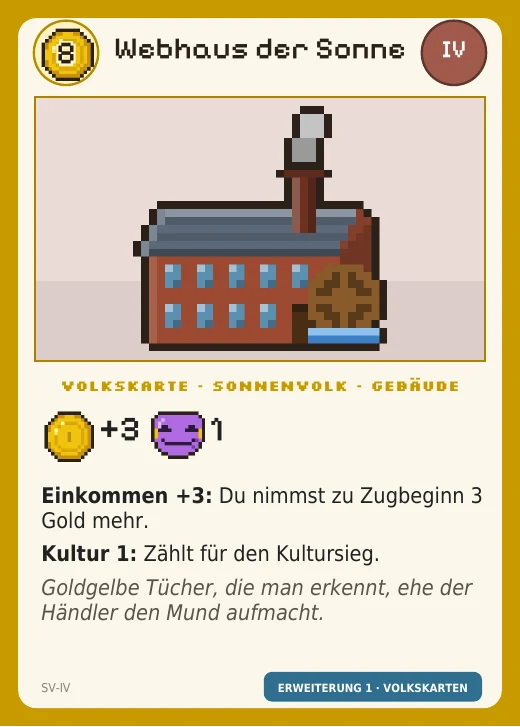 8 Webhaus der Sonne IV
VOLKSKARTE - SONNENVOLK - GEBÄUDE
+3 1
Einkommen +3: Du nimmst zu Zugbeginn 3
Gold mehr.
Kultur 1: Zählt für den Kultursieg.
Goldgelbe Tücher, die man erkennt, ehe der
Händler den Mund aufmacht.
SV-IV ERWEITERUNG 1 · VOLKSKARTEN